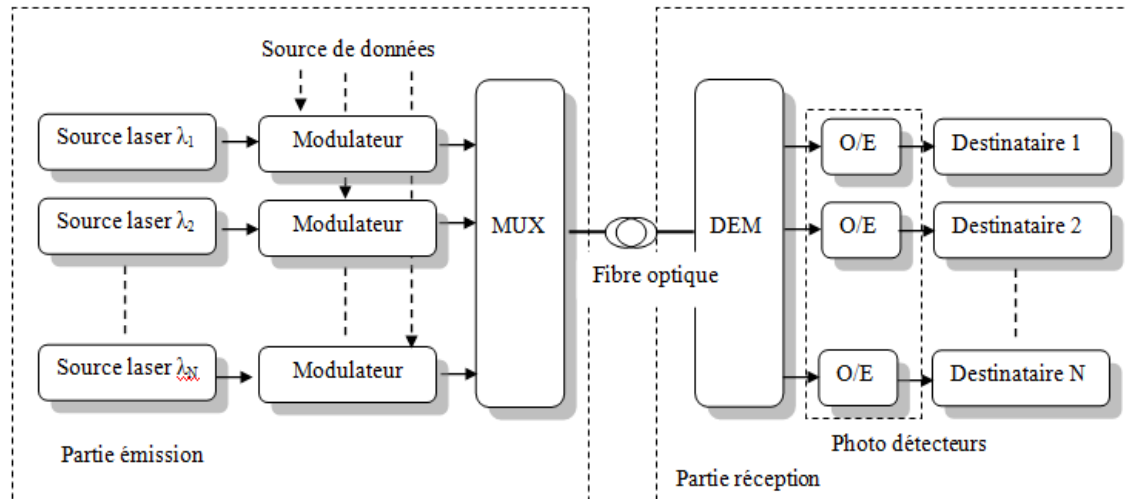 Source de données
Source laser λ1
Modulateur
Source laser λ2
Modulateur
Source laser λN
Modulateur
MUX
Partie émission
Fibre optique
DEM
O/E
Destinataire 1
O/E
Destinataire 2
O/E
Destinataire N
Photo détecteurs
Partie réception